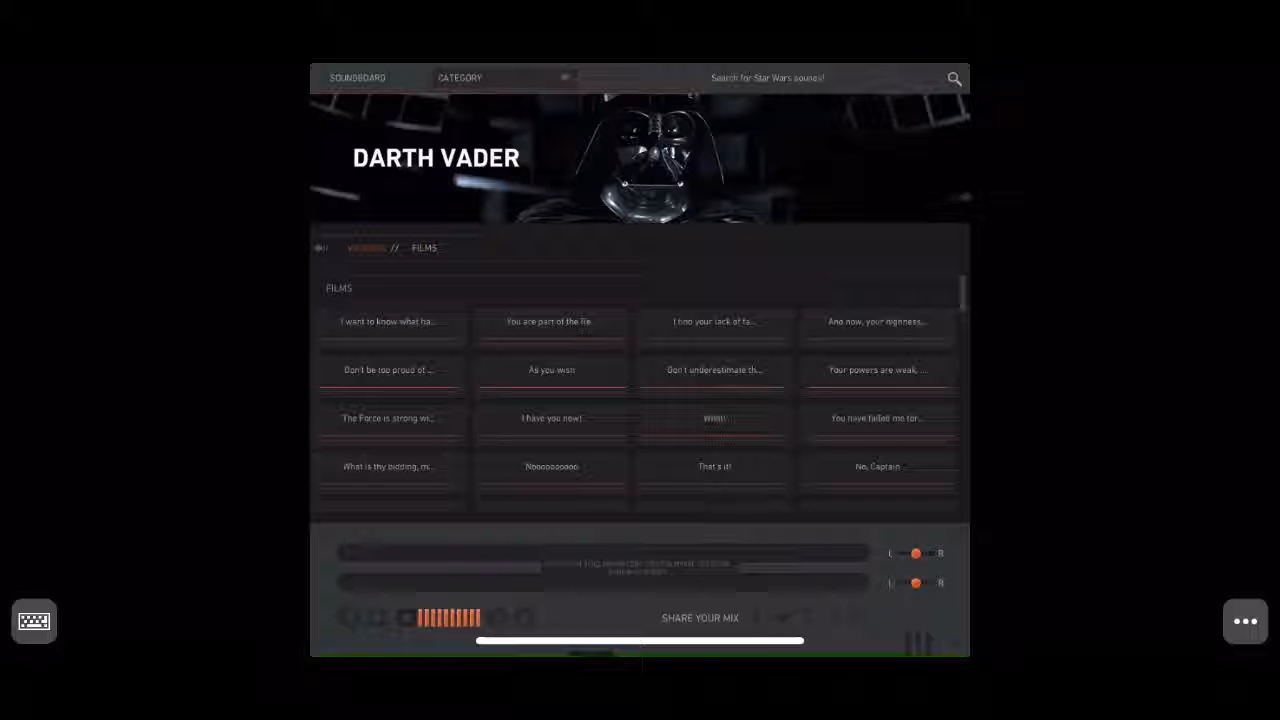 SOUNDBOARD CATEGORY Search for Star Wars sounds!
DARTH VADER
// FILMS
FILMS
I want to know what ha... You are part of the Re I find your lack of fa... And now, your highness,...
Don't be too proud of ... As you wish Don't underestimate th... Your powers are weak, ...
The Force is strong wi... I have you now! You have failed me for...
What is thy bidding, m... Nooooooooo That's it! No, Captain
L R
L R
SHARE YOUR MIX